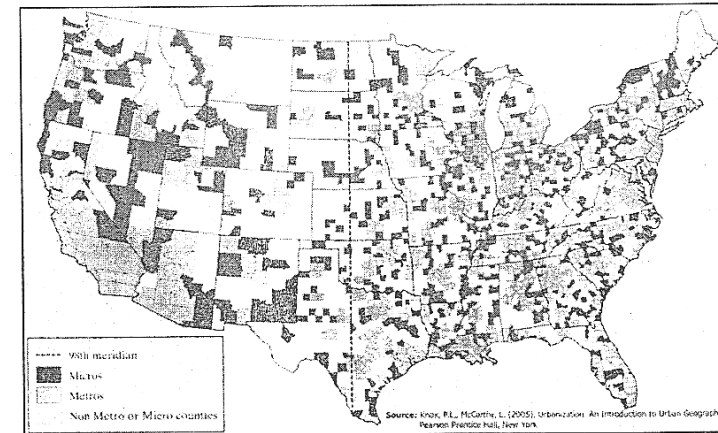 98th meridian
Micros
Metros
Non Metro or Micro counties
Source: Knox, P.L., McCarthy, L. (2005). Urbanization. An Introduction to Urban Geograph
Pearson Prentice Hall, New York.